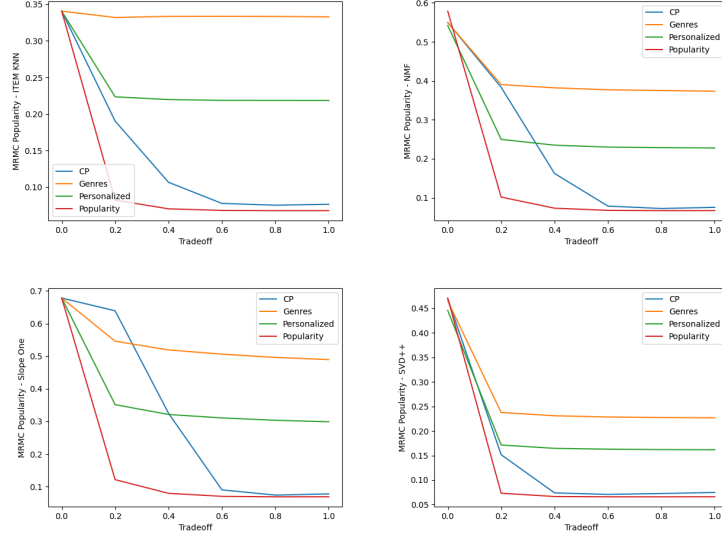 MRMC Popularity - ITEM KNN
0.35
0.30
0.25
0.20
0.15
0.10
CP
Genres
Personalized
Popularity
0.0 0.2 0.4 0.6 0.8 1.0
Tradeoff
MRMC Popularity - NMF
0.6
0.5
0.4
0.3
0.2
0.1
CP
Genres
Personalized
Popularity
0.0 0.2 0.4 0.6 0.8 1.0
Tradeoff
MRMC Popularity - Slope One
0.7
0.6
0.5
0.4
0.3
0.2
0.1
CP
Genres
Personalized
Popularity
0.0 0.2 0.4 0.6 0.8 1.0
Tradeoff
MRMC Popularity - SVD++
0.45
0.40
0.35
0.30
0.25
0.20
0.15
0.10
0.05
CP
Genres
Personalized
Popularity
0.0 0.2 0.4 0.6 0.8 1.0
Tradeoff